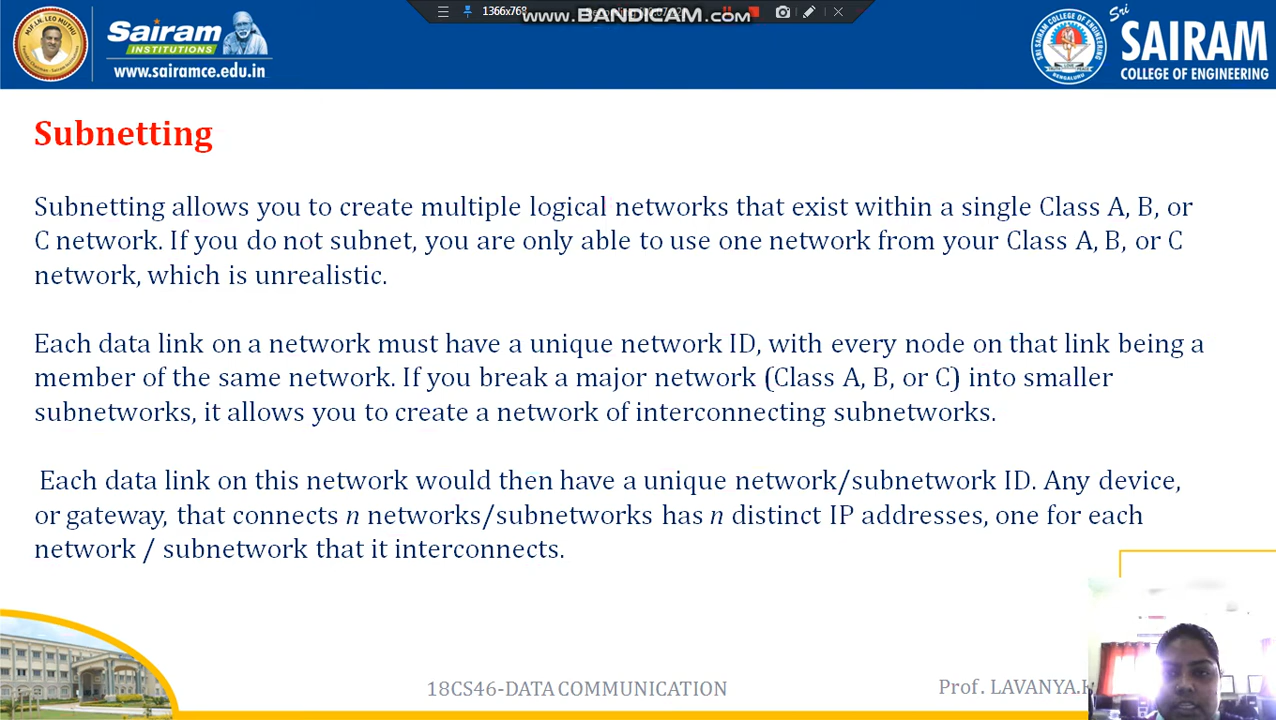 1366x768
www.BANDICAM.com
Sairam
INSTITUTIONS
www.sairamce.edu.in
Sri
SAIRAM
COLLEGE OF ENGINEERING
Subnetting
Subnetting allows you to create multiple logical networks that exist within a single Class A, B, or
C network. If you do not subnet, you are only able to use one network from your Class A, B, or C
network, which is unrealistic.
Each data link on a network must have a unique network ID, with every node on that link being a
member of the same network. If you break a major network (Class A, B, or C) into smaller
subnetworks, it allows you to create a network of interconnecting subnetworks.
Each data link on this network would then have a unique network/subnetwork ID. Any device,
or gateway, that connects n networks/subnetworks has n distinct IP addresses, one for each
network / subnetwork that it interconnects.
18CS46-DATA COMMUNICATION
Prof. LAVANYA.